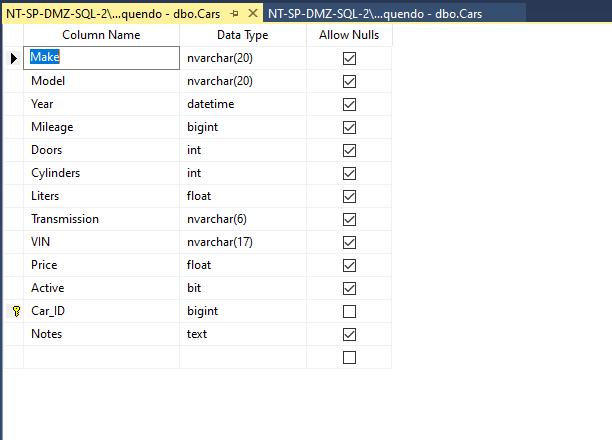 NT-SP-DMZ-SQL-2\...quendo - dbo.Cars NT-SP-DMZ-SQL-2\...quendo - dbo.Cars
Column Name Data Type Allow Nulls
Make nvarchar(20)
Model nvarchar(20)
Year datetime
Mileage bigint
Doors int
Cylinders int
Liters float
Transmission nvarchar(6)
VIN nvarchar(17)
Price float
Active bit
Car_ID bigint
Notes text